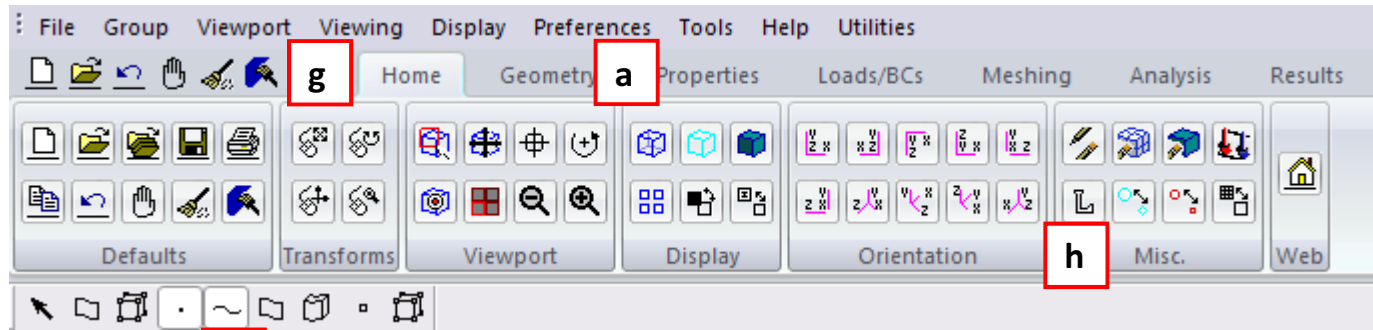 File Group Viewport Viewing Display Preferences Tools Help Utilities
g Home Geometry a Properties Loads/BCs Meshing Analysis Results
Defaults Transforms Viewport Display Orientation h Misc. Web